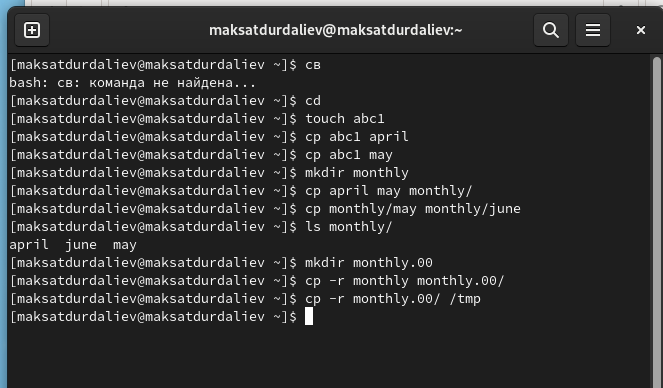 maksatdurdaliev@maksatdurdaliev:~
[maksatdurdaliev@maksatdurdaliev ~]$ св
bash: св: команда не найдена...
[maksatdurdaliev@maksatdurdaliev ~]$ cd
[maksatdurdaliev@maksatdurdaliev ~]$ touch abc1
[maksatdurdaliev@maksatdurdaliev ~]$ cp abc1 april
[maksatdurdaliev@maksatdurdaliev ~]$ cp abc1 may
[maksatdurdaliev@maksatdurdaliev ~]$ mkdir monthly
[maksatdurdaliev@maksatdurdaliev ~]$ cp april may monthly/
[maksatdurdaliev@maksatdurdaliev ~]$ cp monthly/may monthly/june
[maksatdurdaliev@maksatdurdaliev ~]$ ls monthly/
april  june  may
[maksatdurdaliev@maksatdurdaliev ~]$ mkdir monthly.00
[maksatdurdaliev@maksatdurdaliev ~]$ cp -r monthly monthly.00/
[maksatdurdaliev@maksatdurdaliev ~]$ cp -r monthly.00/ /tmp
[maksatdurdaliev@maksatdurdaliev ~]$